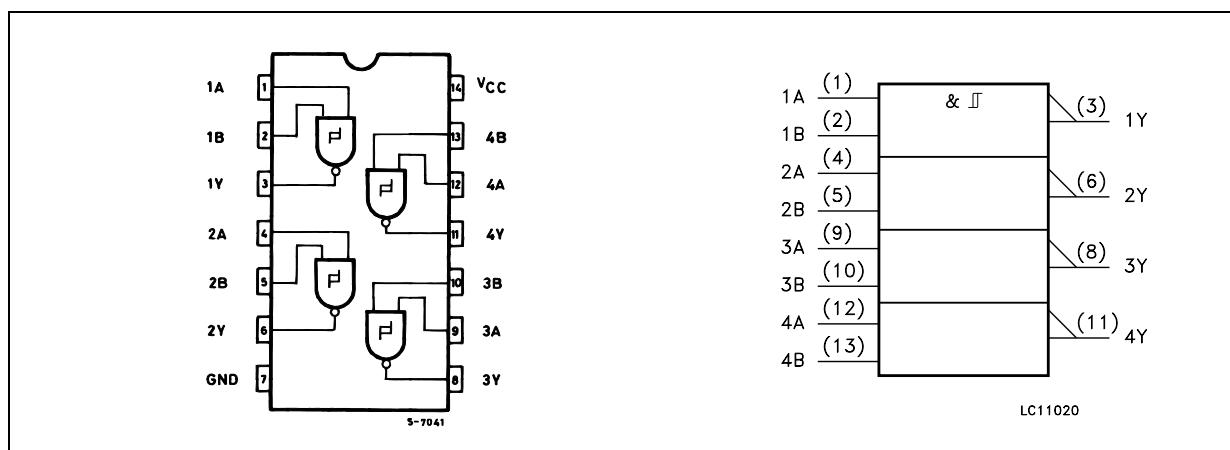 1A 1 14 VCC
1B 2 13 4B
1Y 3 12 4A
2A 4 11 4Y
2B 5 10 3B
2Y 6 9 3A
GND 7 8 3Y
S-7041
& 
1A (1) (3) 1Y
1B (2)
2A (4) (6) 2Y
2B (5)
3A (9) (8) 3Y
3B (10)
4A (12) (11) 4Y
4B (13)
LC11020